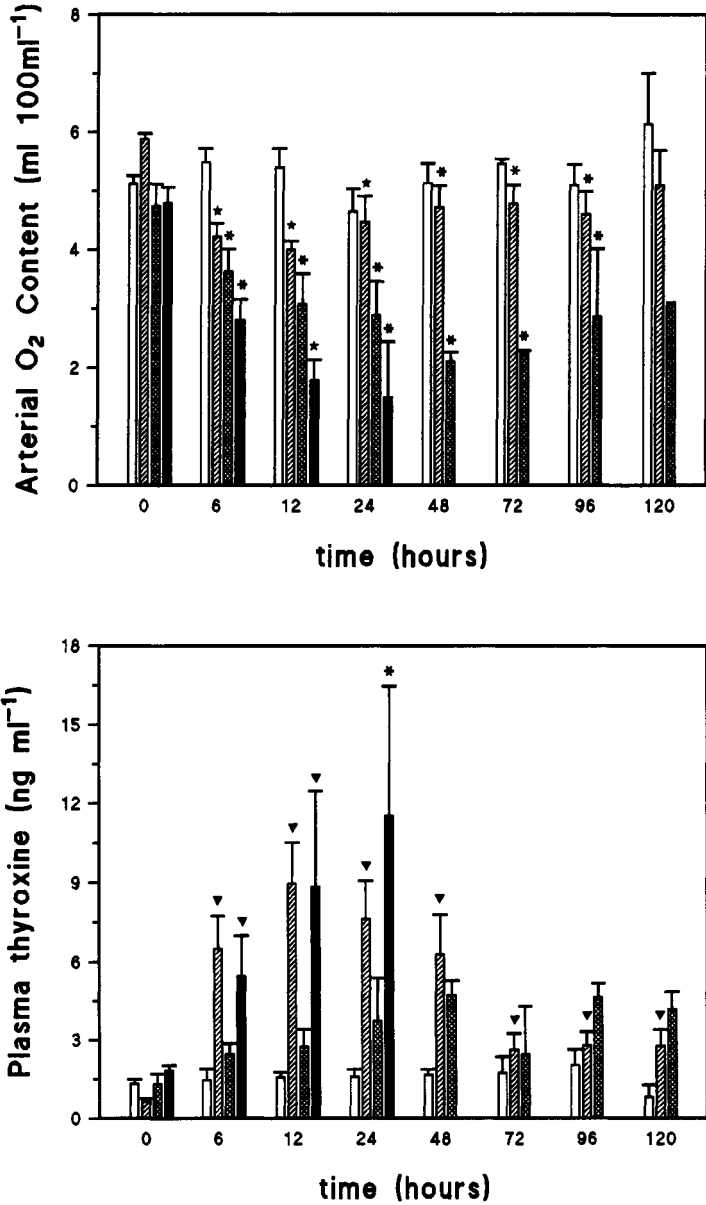 Arterial O₂ Content (ml 100ml⁻¹)
8
6
4
2
0
* * *
* * *
* * *
* *
* *
* *
0 6 12 24 48 72 96 120
time (hours)
Plasma thyroxine (ng ml⁻¹)
18
15
12
9
6
3
0
*
0 6 12 24 48 72 96 120
time (hours)